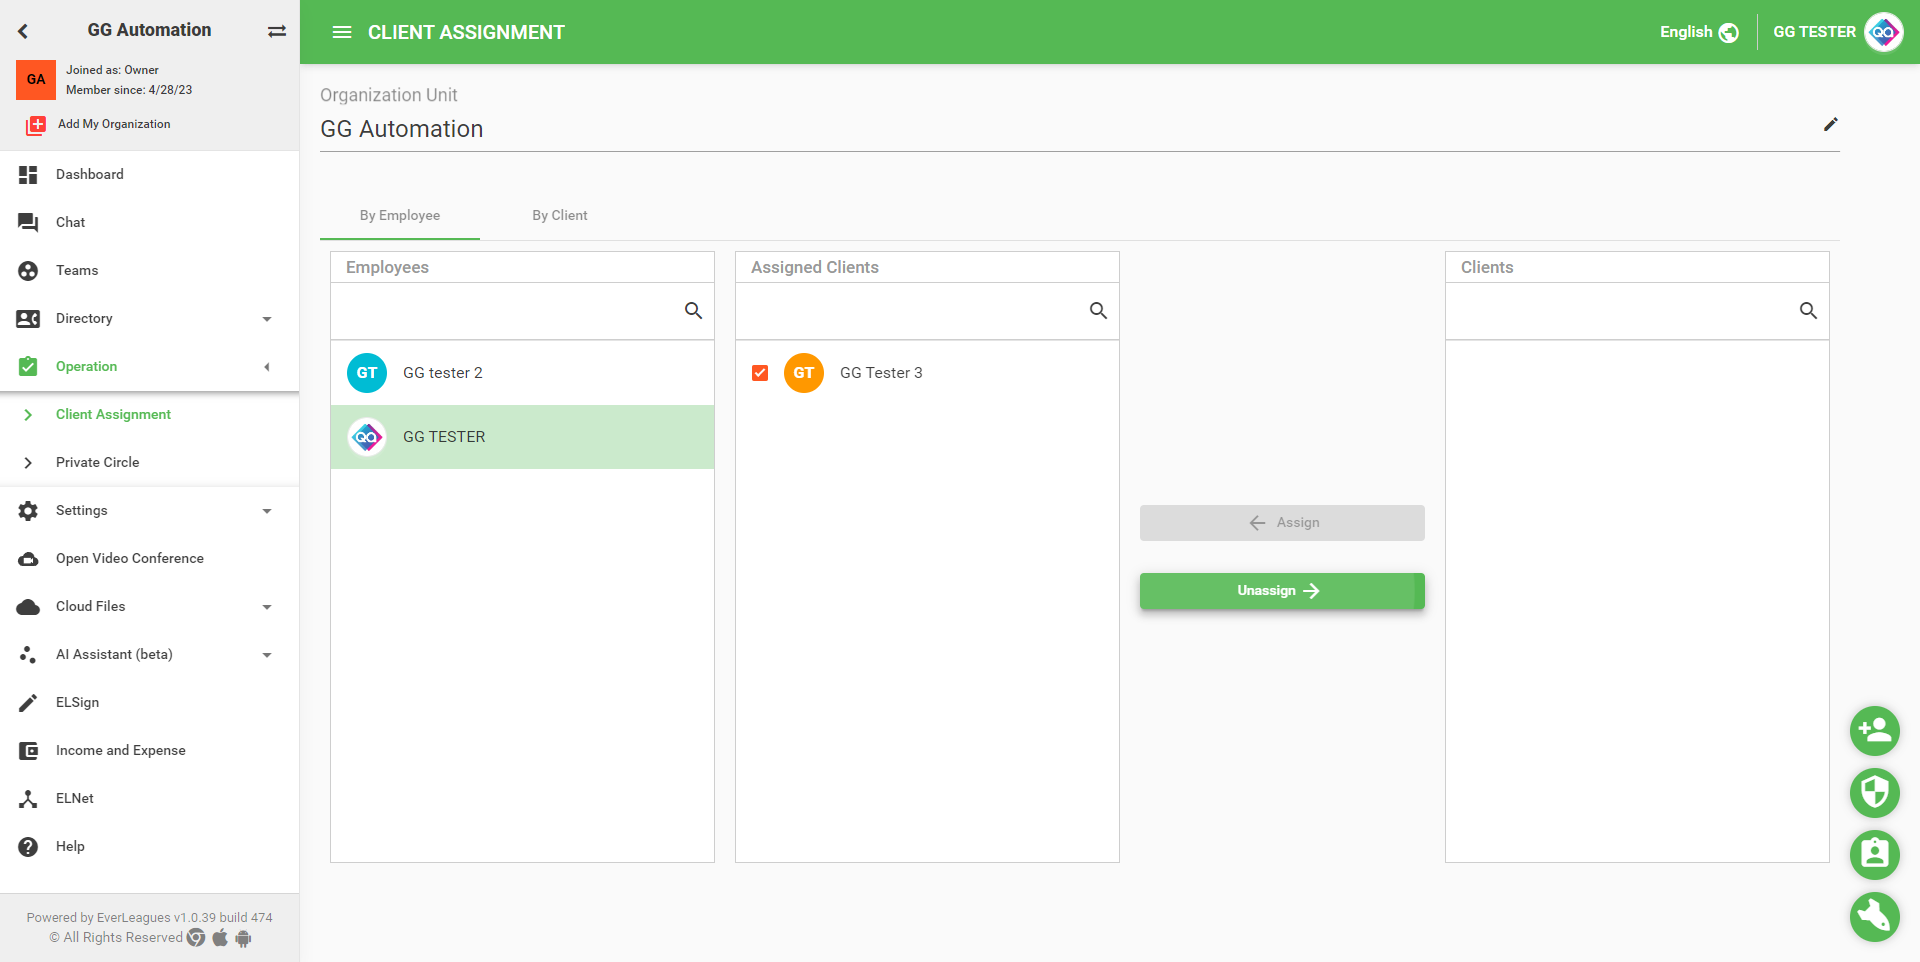 GG Automation
GA
Joined as: Owner
Member since: 4/28/23
Add My Organization
Dashboard
Chat
Teams
Directory
Operation
Client Assignment
Private Circle
Settings
Open Video Conference
Cloud Files
AI Assistant (beta)
ELSign
Income and Expense
ELNet
Help
Powered by EverLeagues v1.0.39 build 474
© All Rights Reserved
CLIENT ASSIGNMENT
English
GG TESTER
QA
Organization Unit
GG Automation
By Employee
By Client
Employees
GT
GG tester 2
QA
GG TESTER
Assigned Clients
GT
GG Tester 3
Assign
Unassign
Clients